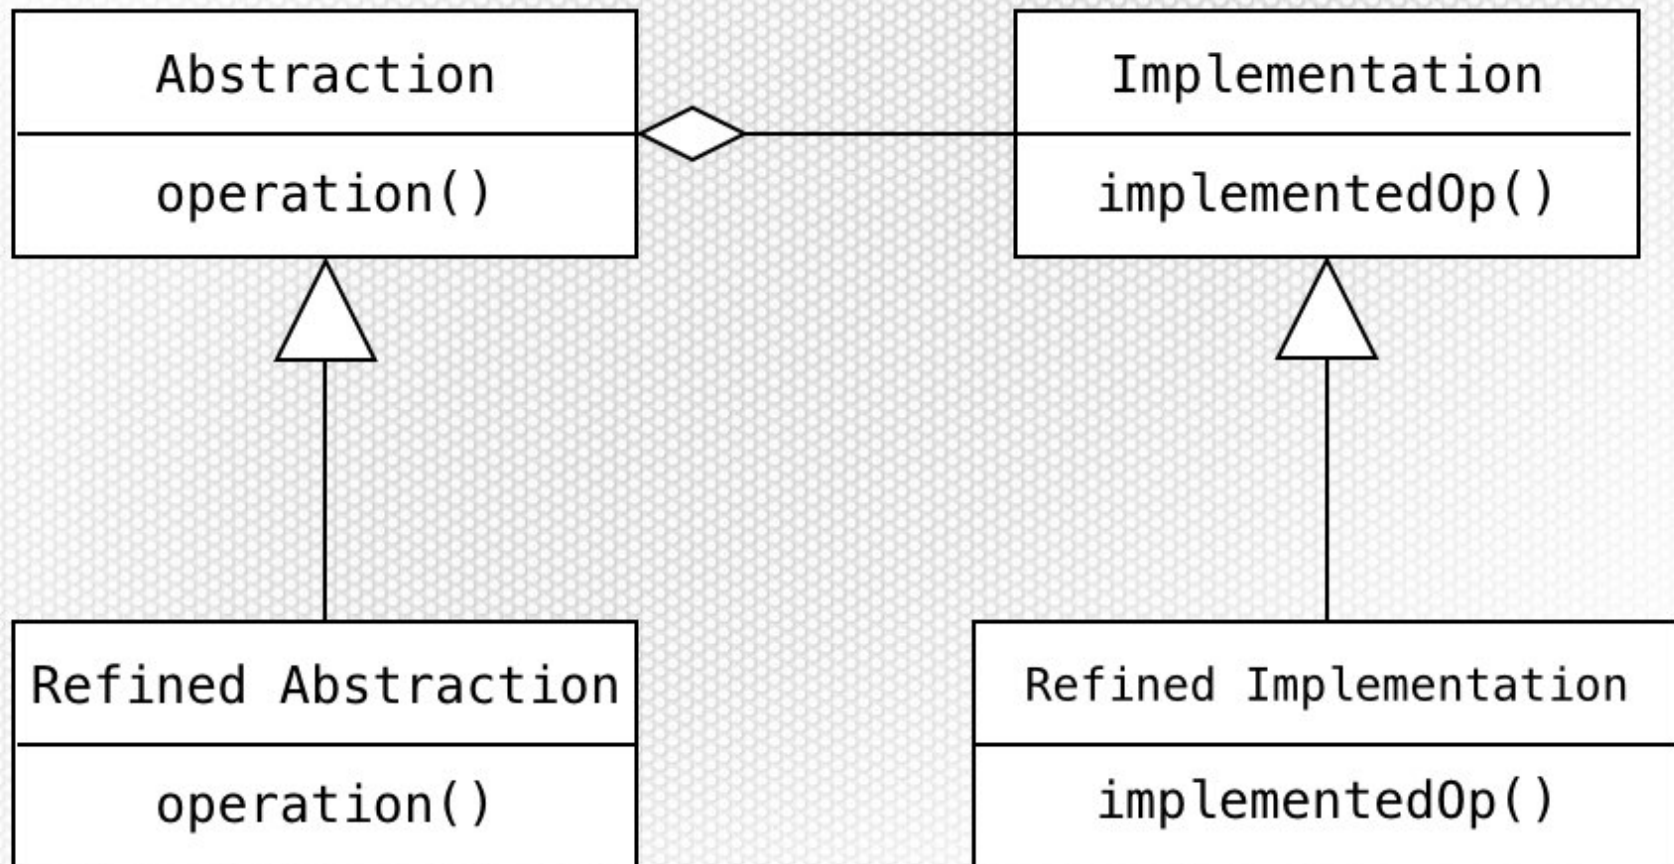 Abstraction
operation()
Implementation
implementedOp()
Refined Abstraction
operation()
Refined Implementation
implementedOp()